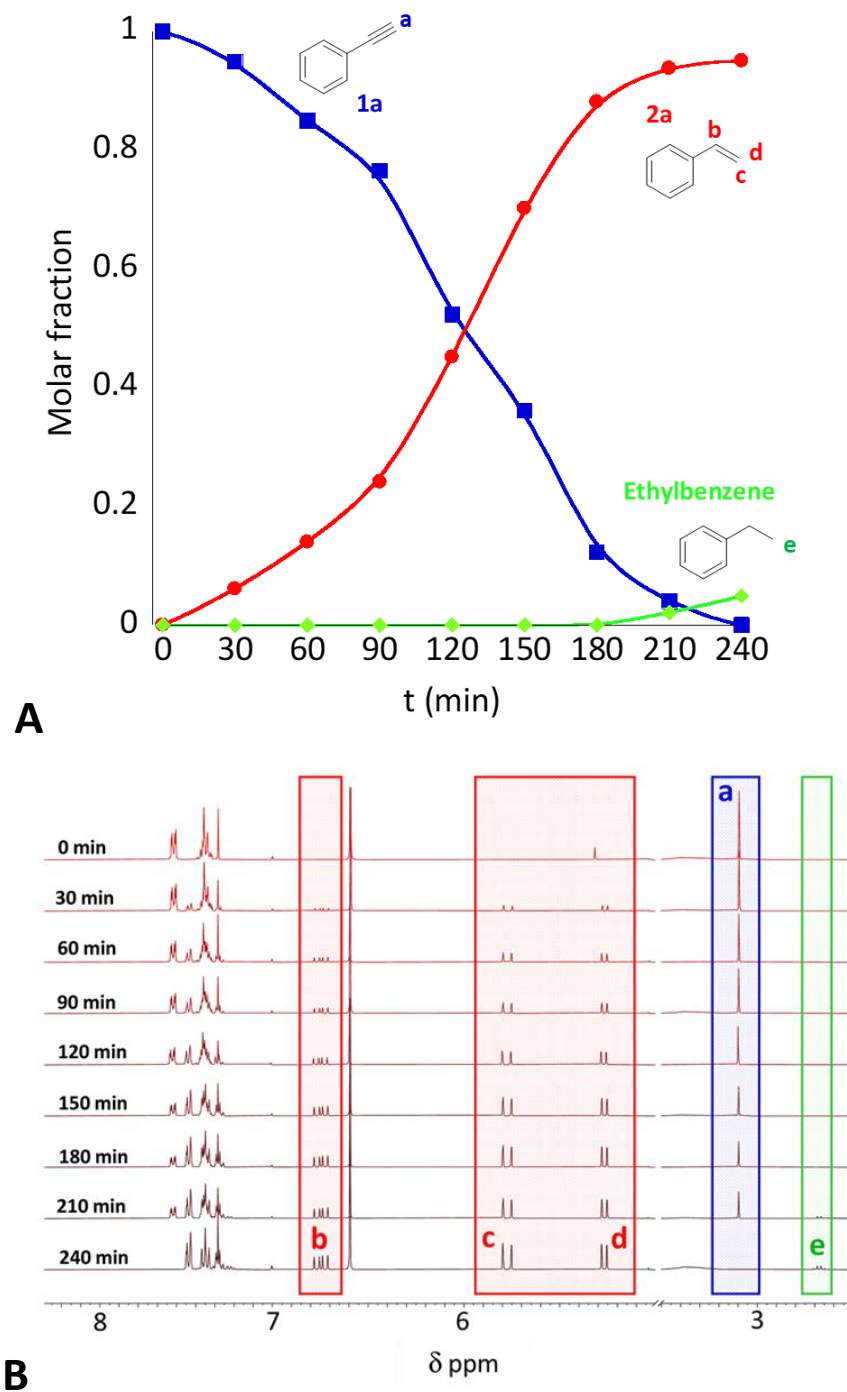 1
a
1a
2a
b
d
c
0.8
0.6
Molar fraction
0.4
Ethylbenzene
e
0.2
0
0 30 60 90 120 150 180 210 240
t (min)
A
a
0 min
30 min
60 min
90 min
120 min
150 min
180 min
210 min
b c d e
240 min
8 7 6 3
δ ppm
B